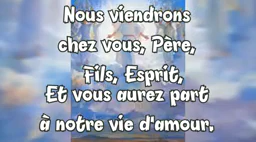 Nous viendrons
chez vous, Père,
Fils, Esprit,
Et vous aurez part
à notre vie d'amour.